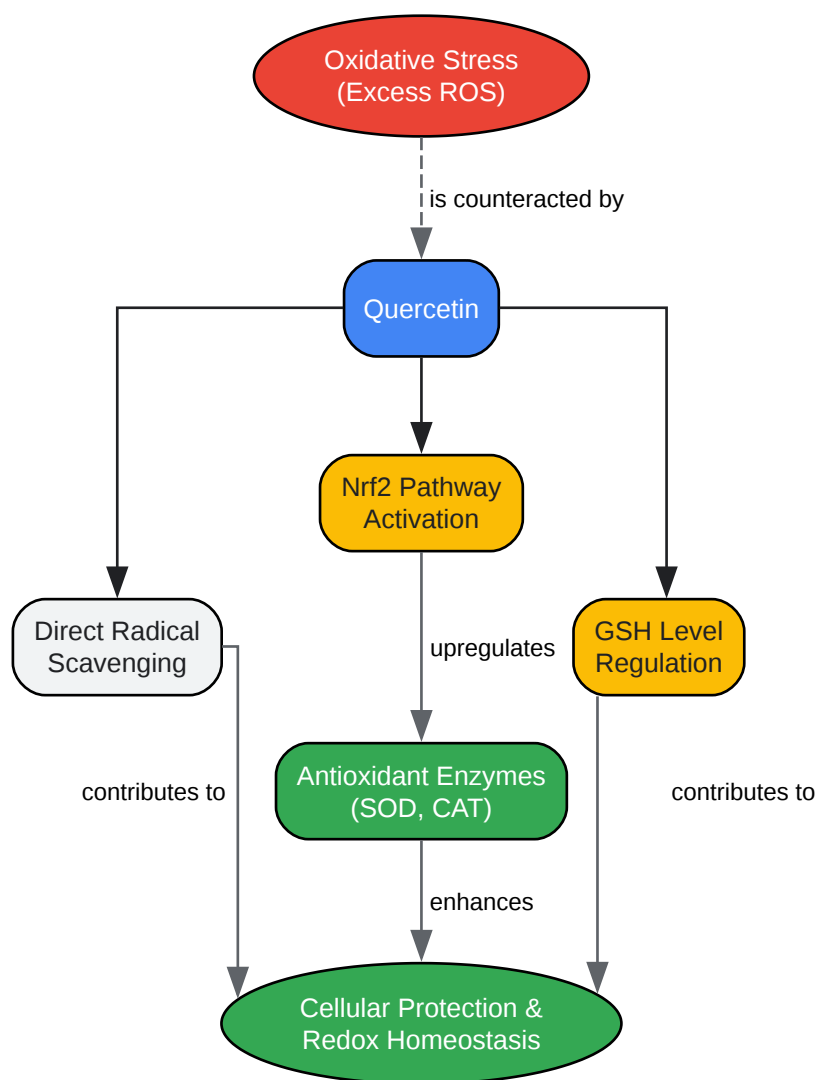 Oxidative Stress
(Excess ROS)
is counteracted by
Quercetin
Nrf2 Pathway
Activation
Direct Radical
Scavenging
upregulates
GSH Level
Regulation
contributes to
Antioxidant Enzymes
(SOD, CAT)
contributes to
enhances
Cellular Protection &
Redox Homeostasis